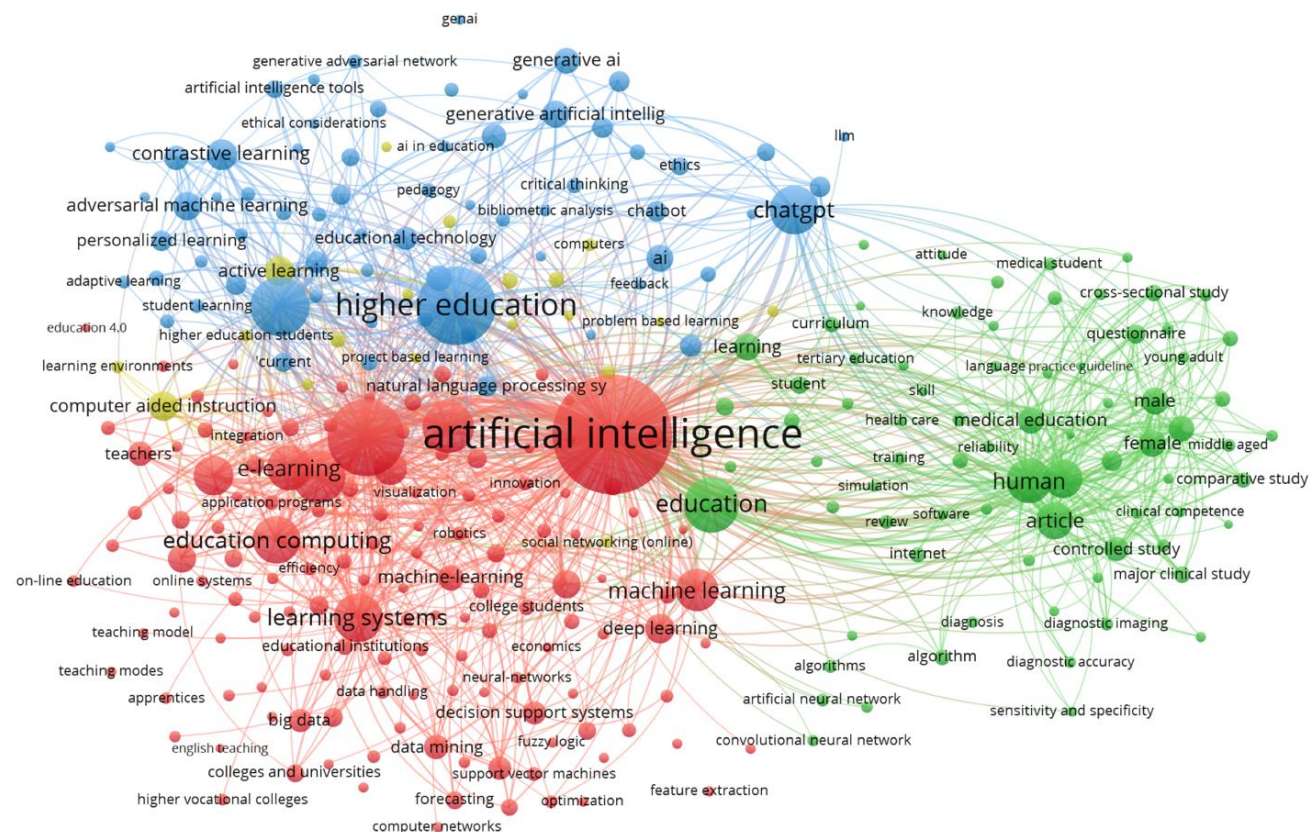 genai
generative adversarial network
generative ai
artificial intelligence tools
generative artificial intellig
ethical considerations
llm
ai in education
contrastive learning
ethics
pedagogy
critical thinking
adversarial machine learning
bibliometric analysis
chatbot
chatgpt
personalized learning
educational technology
computers
attitude
ai
medical student
active learning
adaptive learning
feedback
cross-sectional study
student learning
higher education
knowledge
education 4.0
higher education students
problem based learning
curriculum
questionnaire
learning
young adult
learning environments
'current
project based learning
tertiary education
language
practice guideline
natural language processing sy
student
skill
computer aided instruction
male
health care
medical education
integration
artificial intelligence
female
middle aged
teachers'
reliability
e-learning
training
comparative study
visualization
innovation
simulation
human
application programs
education
software
clinical competence
review
article
robotics
education computing
social networking (online)
internet
controlled study
efficiency
on-line education
online systems
machine-learning
major clinical study
machine learning
college students
learning systems
diagnosis
diagnostic imaging
teaching model
deep learning
educational institutions
economics
algorithm
diagnostic accuracy
teaching modes
neural-networks
algorithms
apprentices
data handling
artificial neural network
big data
decision support systems
sensitivity and specificity
english teaching
data mining
fuzzy logic
convolutional neural network
colleges and universities
support vector machines
feature extraction
higher vocational colleges
forecasting
optimization
computer networks